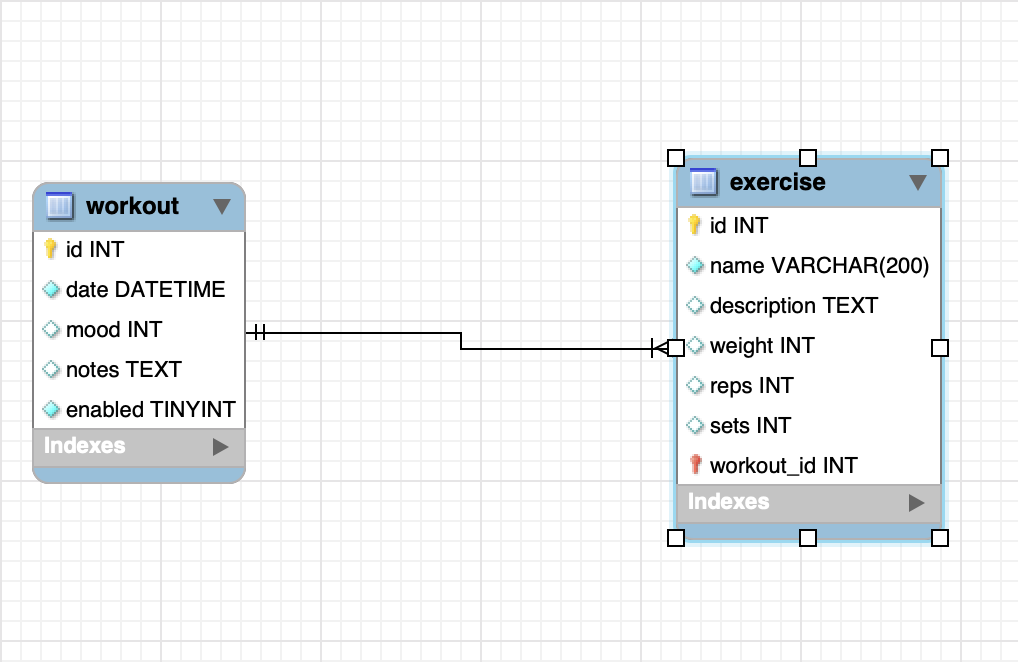 workout
id INT
date DATETIME
mood INT
notes TEXT
enabled TINYINT
Indexes
exercise
id INT
name VARCHAR(200)
description TEXT
weight INT
reps INT
sets INT
workout_id INT
Indexes